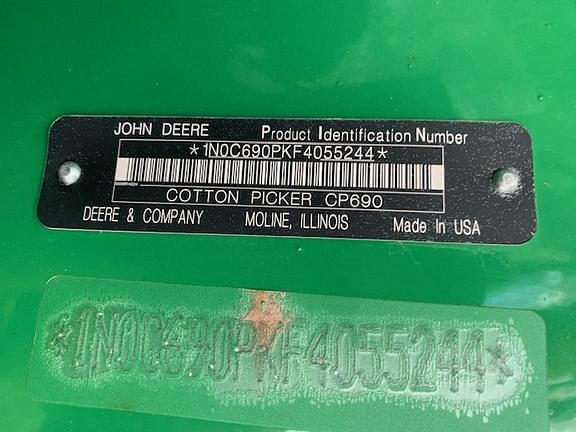 JOHN DEERE Product Identification Number
*1N0C690PKF4055244*
COTTON PICKER CP690
DEERE & COMPANY MOLINE, ILLINOIS Made In USA
*1N0C690PKF4055244*